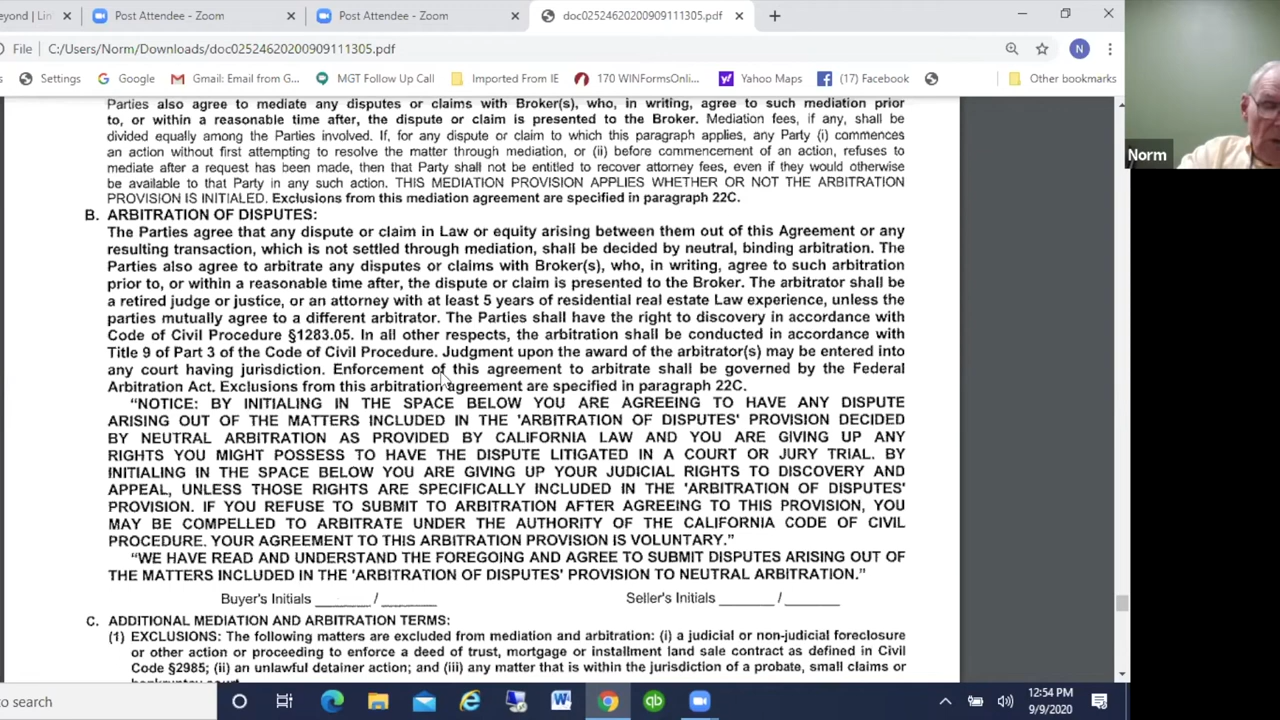 eyond | Lin
Post Attendee - Zoom
Post Attendee - Zoom
doc02524620200909111305.pdf
File
C:/Users/Norm/Downloads/doc02524620200909111305.pdf
N
Settings
Google
Gmail: Email from G...
MGT Follow Up Call
Imported From IE
170 WINFormsOnli...
Yahoo Maps
(17) Facebook
Other bookmarks
Parties also agree to mediate any disputes or claims with Broker(s), who, in writing, agree to such mediation prior
to, or within a reasonable time after, the dispute or claim is presented to the Broker. Mediation fees, if any, shall be
divided equally among the Parties involved. If, for any dispute or claim to which this paragraph applies, any Party (i) commences
an action without first attempting to resolve the matter through mediation, or (ii) before commencement of an action, refuses to
mediate after a request has been made, then that Party shall not be entitled to recover attorney fees, even if they would otherwise
be available to that Party in any such action. THIS MEDIATION PROVISION APPLIES WHETHER OR NOT THE ARBITRATION
PROVISION IS INITIALED. Exclusions from this mediation agreement are specified in paragraph 22C.
B. ARBITRATION OF DISPUTES:
The Parties agree that any dispute or claim in Law or equity arising between them out of this Agreement or any
resulting transaction, which is not settled through mediation, shall be decided by neutral, binding arbitration. The
Parties also agree to arbitrate any disputes or claims with Broker(s), who, in writing, agree to such arbitration
prior to, or within a reasonable time after, the dispute or claim is presented to the Broker. The arbitrator shall be
a retired judge or justice, or an attorney with at least 5 years of residential real estate Law experience, unless the
parties mutually agree to a different arbitrator. The Parties shall have the right to discovery in accordance with
Code of Civil Procedure §1283.05. In all other respects, the arbitration shall be conducted in accordance with
Title 9 of Part 3 of the Code of Civil Procedure. Judgment upon the award of the arbitrator(s) may be entered into
any court having jurisdiction. Enforcement of this agreement to arbitrate shall be governed by the Federal
Arbitration Act. Exclusions from this arbitration agreement are specified in paragraph 22C.
"NOTICE: BY INITIALING IN THE SPACE BELOW YOU ARE AGREEING TO HAVE ANY DISPUTE
ARISING OUT OF THE MATTERS INCLUDED IN THE 'ARBITRATION OF DISPUTES' PROVISION DECIDED
BY NEUTRAL ARBITRATION AS PROVIDED BY CALIFORNIA LAW AND YOU ARE GIVING UP ANY
RIGHTS YOU MIGHT POSSESS TO HAVE THE DISPUTE LITIGATED IN A COURT OR JURY TRIAL. BY
INITIALING IN THE SPACE BELOW YOU ARE GIVING UP YOUR JUDICIAL RIGHTS TO DISCOVERY AND
APPEAL, UNLESS THOSE RIGHTS ARE SPECIFICALLY INCLUDED IN THE 'ARBITRATION OF DISPUTES'
PROVISION. IF YOU REFUSE TO SUBMIT TO ARBITRATION AFTER AGREEING TO THIS PROVISION, YOU
MAY BE COMPELLED TO ARBITRATE UNDER THE AUTHORITY OF THE CALIFORNIA CODE OF CIVIL
PROCEDURE. YOUR AGREEMENT TO THIS ARBITRATION PROVISION IS VOLUNTARY."
"WE HAVE READ AND UNDERSTAND THE FOREGOING AND AGREE TO SUBMIT DISPUTES ARISING OUT OF
THE MATTERS INCLUDED IN THE 'ARBITRATION OF DISPUTES' PROVISION TO NEUTRAL ARBITRATION."
Buyer's Initials ______ / ______ Seller's Initials ______ / ______
C. ADDITIONAL MEDIATION AND ARBITRATION TERMS:
(1) EXCLUSIONS: The following matters are excluded from mediation and arbitration: (i) a judicial or non-judicial foreclosure
or other action or proceeding to enforce a deed of trust, mortgage or installment land sale contract as defined in Civil
Code §2985; (ii) an unlawful detainer action; and (iii) any matter that is within the jurisdiction of a probate, small claims or
Norm
to search
12:54 PM
9/9/2020